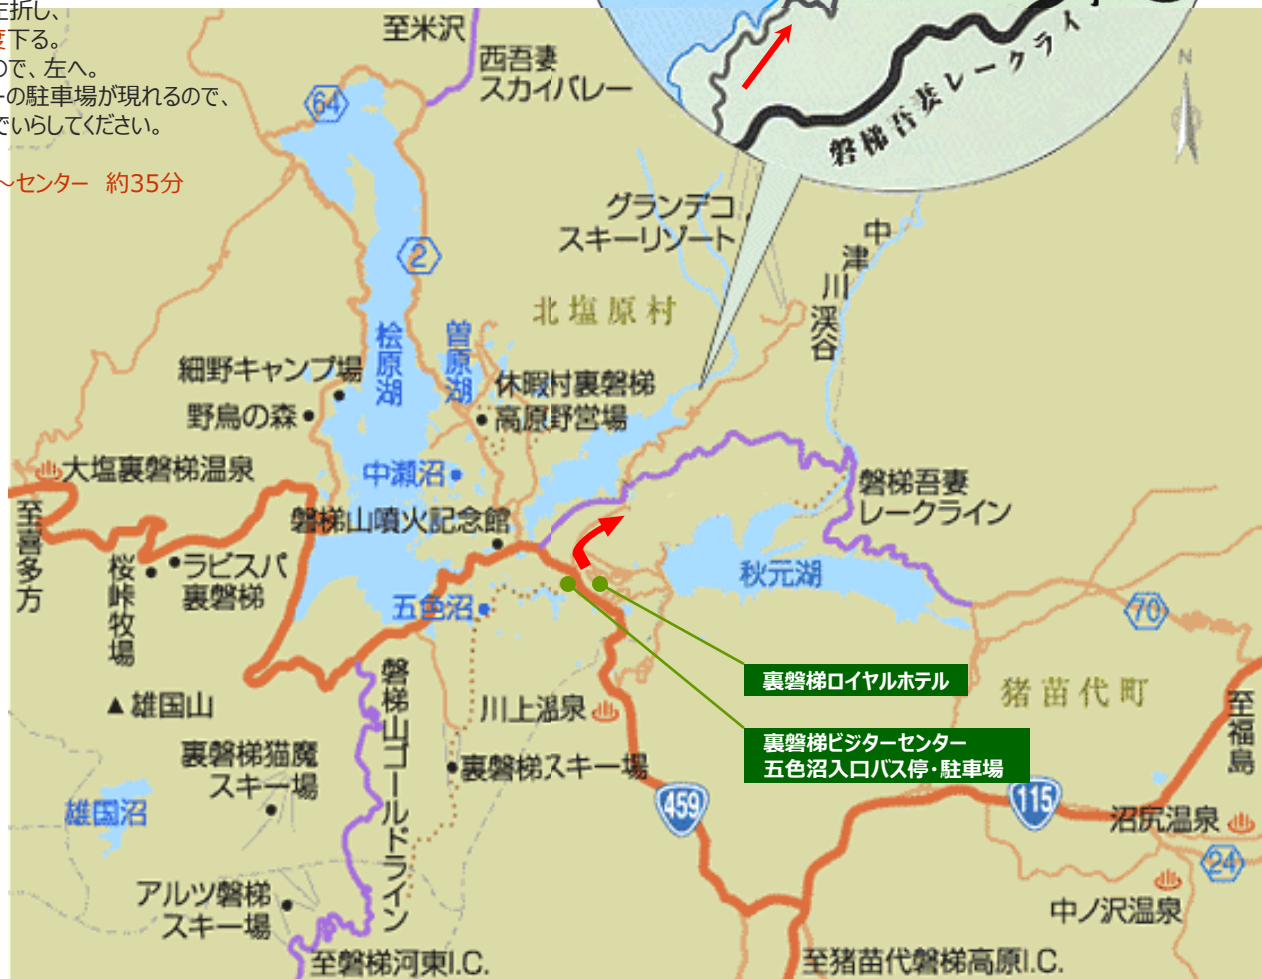 左折し、
度下る。
ので、左へ。
ーの駐車場が現れるので、
でいらしてください。
～センター 約35分
至米沢
西吾妻
スカイバレー
64
磐梯吾妻レークライ
N
グランデコ
スキーリゾート
中津川渓谷
2
北塩原村
桧原湖
曽原湖
細野キャンプ場
野鳥の森
休暇村裏磐梯
高原野営場
大塩裏磐梯温泉
中瀬沼
磐梯吾妻
レークライン
至喜多方
磐梯山噴火記念館
桜峠牧場
ラビスパ
裏磐梯
秋元湖
五色沼
70
裏磐梯ロイヤルホテル
猪苗代町
磐梯山ゴールドライン
雄国山
川上温泉
至福島
裏磐梯ビジターセンター
五色沼入口バス停・駐車場
裏磐梯猫魔
スキー場
裏磐梯スキー場
雄国沼
459
115
沼尻温泉
24
アルツ磐梯
スキー場
中ノ沢温泉
至磐梯河東I.C.
至猪苗代磐梯高原I.C.